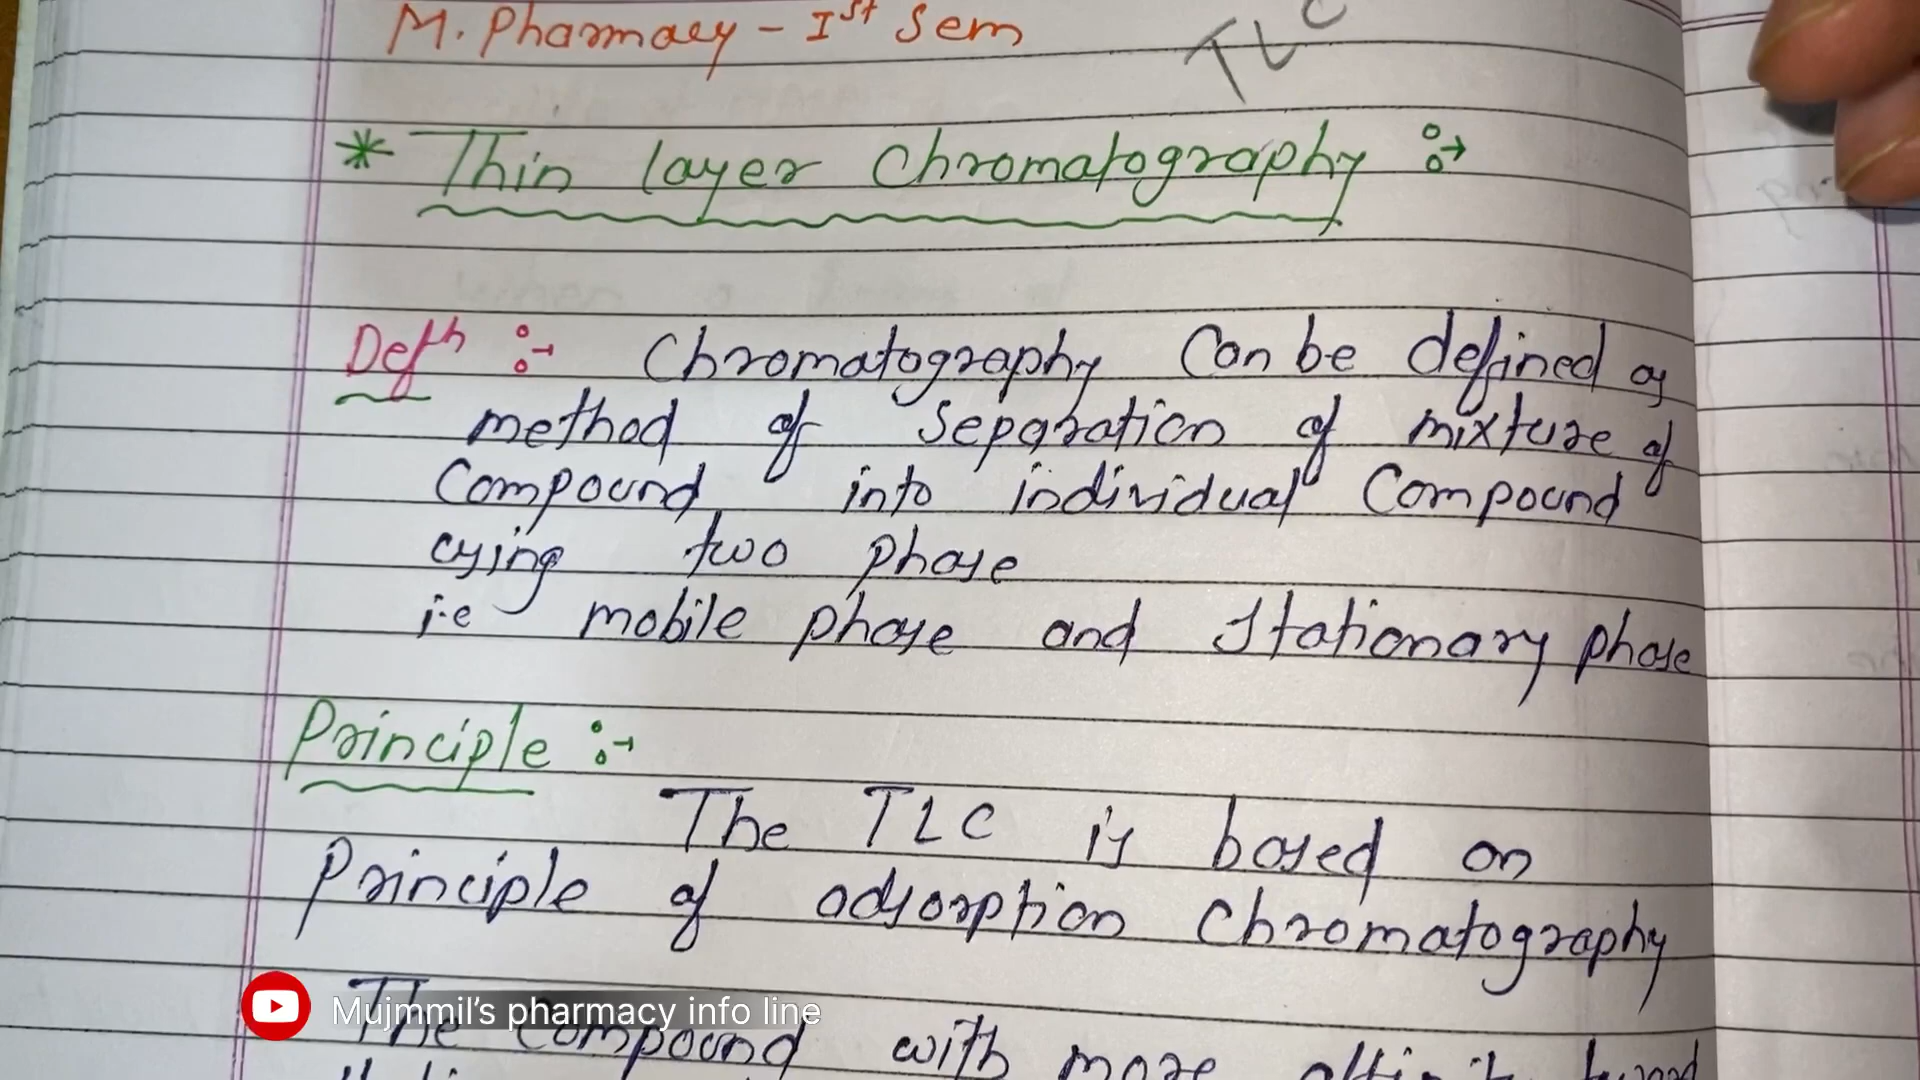 M. Pharmacy - Ist Sem
TLC
* Thin layer Chromatography :→
Defn :- Chromatography Can be defined as
method of Separation of mixture of
Compound into individual Compound
using two phase
i.e mobile phase and Stationary phase
Principle :-
The TLC is based on
Principle of adsorption Chromatography
The Compound with more
Mujmmil's pharmacy info line